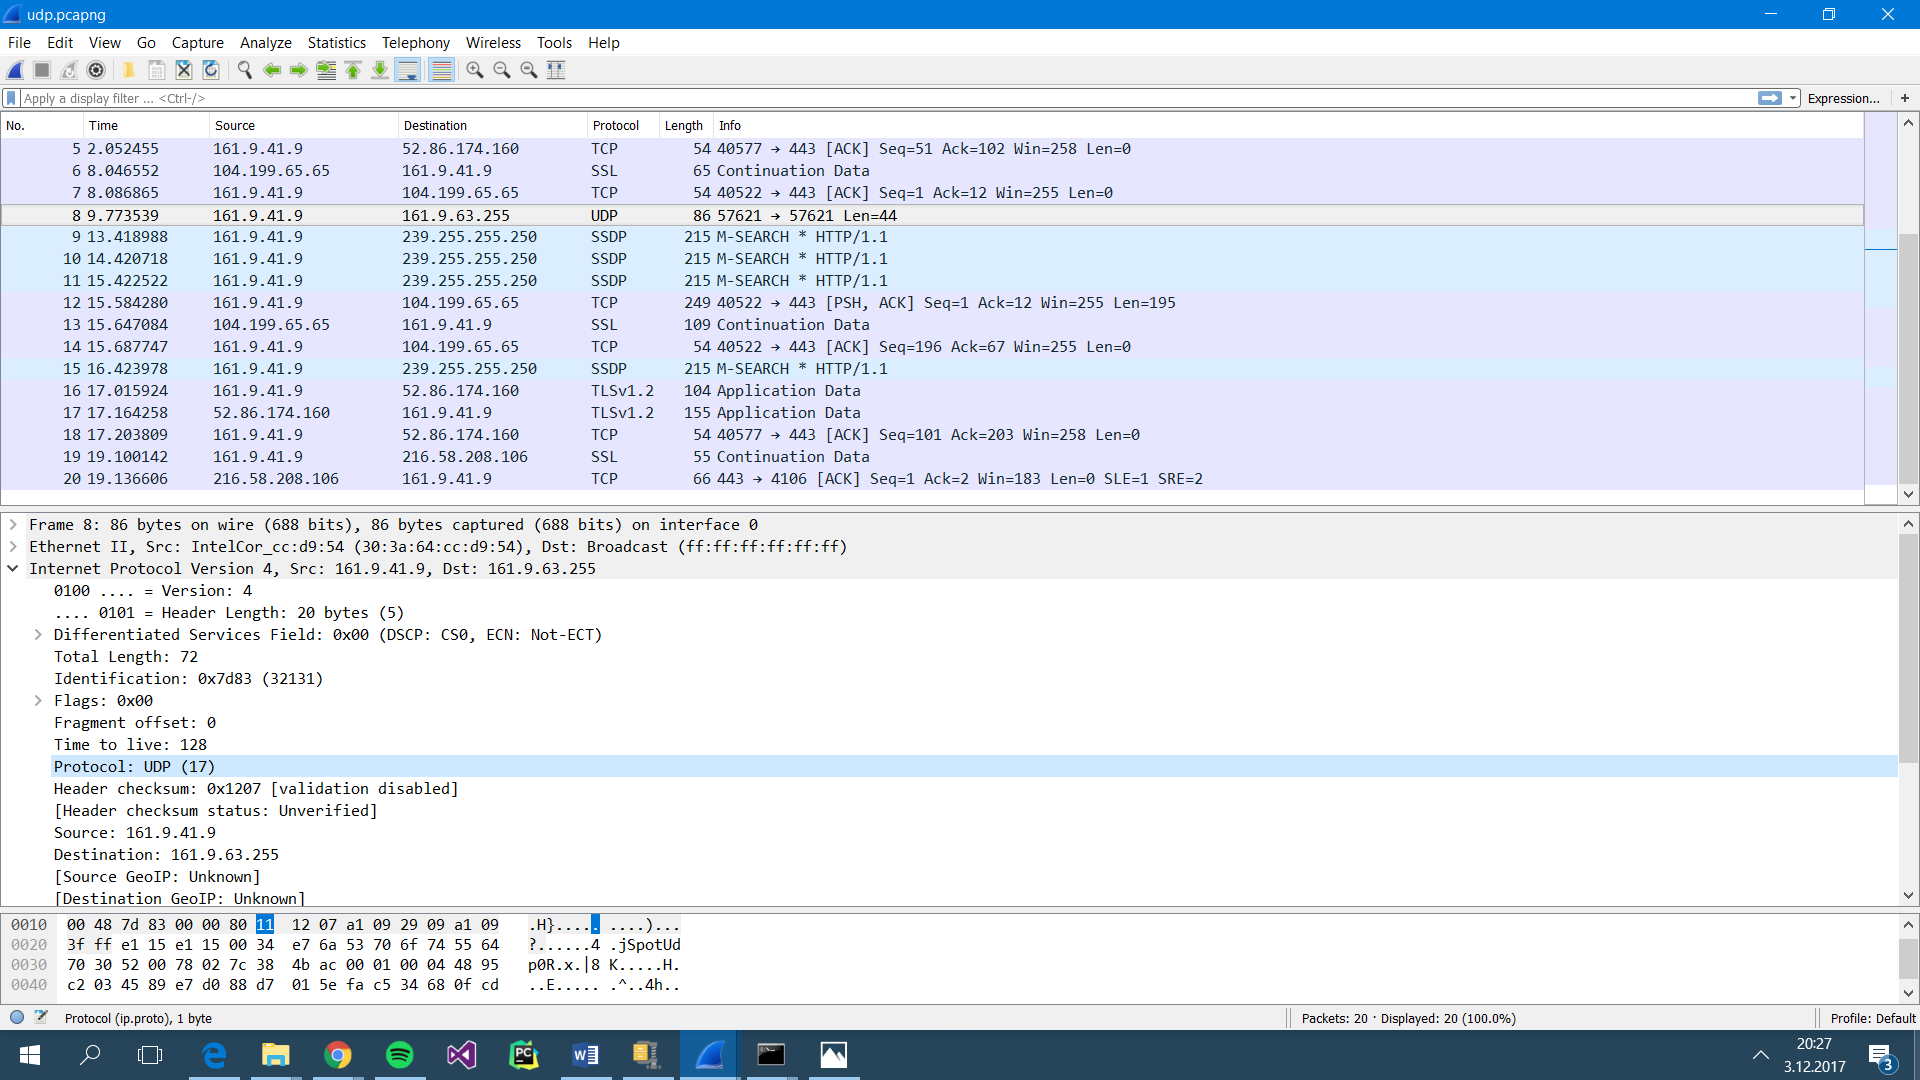 udp.pcapng
File Edit View Go Capture Analyze Statistics Telephony Wireless Tools Help
Apply a display filter ... <Ctrl-/> Expression... +
No. Time Source Destination Protocol Length Info
5 2.052455 161.9.41.9 52.86.174.160 TCP 54 40577 → 443 [ACK] Seq=51 Ack=102 Win=258 Len=0
6 8.046552 104.199.65.65 161.9.41.9 SSL 65 Continuation Data
7 8.086865 161.9.41.9 104.199.65.65 TCP 54 40522 → 443 [ACK] Seq=1 Ack=12 Win=255 Len=0
8 9.773539 161.9.41.9 161.9.63.255 UDP 86 57621 → 57621 Len=44
9 13.418988 161.9.41.9 239.255.255.250 SSDP 215 M-SEARCH * HTTP/1.1
10 14.420718 161.9.41.9 239.255.255.250 SSDP 215 M-SEARCH * HTTP/1.1
11 15.422522 161.9.41.9 239.255.255.250 SSDP 215 M-SEARCH * HTTP/1.1
12 15.584280 161.9.41.9 104.199.65.65 TCP 249 40522 → 443 [PSH, ACK] Seq=1 Ack=12 Win=255 Len=195
13 15.647084 104.199.65.65 161.9.41.9 SSL 109 Continuation Data
14 15.687747 161.9.41.9 104.199.65.65 TCP 54 40522 → 443 [ACK] Seq=196 Ack=67 Win=255 Len=0
15 16.423978 161.9.41.9 239.255.255.250 SSDP 215 M-SEARCH * HTTP/1.1
16 17.015924 161.9.41.9 52.86.174.160 TLSv1.2 104 Application Data
17 17.164258 52.86.174.160 161.9.41.9 TLSv1.2 155 Application Data
18 17.203809 161.9.41.9 52.86.174.160 TCP 54 40577 → 443 [ACK] Seq=101 Ack=203 Win=258 Len=0
19 19.100142 161.9.41.9 216.58.208.106 SSL 55 Continuation Data
20 19.136606 216.58.208.106 161.9.41.9 TCP 66 443 → 4106 [ACK] Seq=1 Ack=2 Win=183 Len=0 SLE=1 SRE=2
Frame 8: 86 bytes on wire (688 bits), 86 bytes captured (688 bits) on interface 0
Ethernet II, Src: IntelCor_cc:d9:54 (30:3a:64:cc:d9:54), Dst: Broadcast (ff:ff:ff:ff:ff:ff)
Internet Protocol Version 4, Src: 161.9.41.9, Dst: 161.9.63.255
0100 .... = Version: 4
.... 0101 = Header Length: 20 bytes (5)
Differentiated Services Field: 0x00 (DSCP: CS0, ECN: Not-ECT)
Total Length: 72
Identification: 0x7d83 (32131)
Flags: 0x00
Fragment offset: 0
Time to live: 128
Protocol: UDP (17)
Header checksum: 0x1207 [validation disabled]
[Header checksum status: Unverified]
Source: 161.9.41.9
Destination: 161.9.63.255
[Source GeoIP: Unknown]
[Destination GeoIP: Unknown]
0010 00 48 7d 83 00 00 80 11 12 07 a1 09 29 09 a1 09 .H}..... ....)...
0020 3f ff e1 15 e1 15 00 34 e7 6a 53 70 6f 74 55 64 ?......4 .jSpotUd
0030 70 30 52 00 78 02 7c 38 4b ac 00 01 00 04 48 95 p0R.x.|8 K.....H.
0040 c2 03 45 89 e7 d0 88 d7 01 5e fa c5 34 68 0f cd ..E..... .^..4h..
Protocol (ip.proto), 1 byte Packets: 20 · Displayed: 20 (100.0%) Profile: Default
PC W
20:27
3.12.2017
3